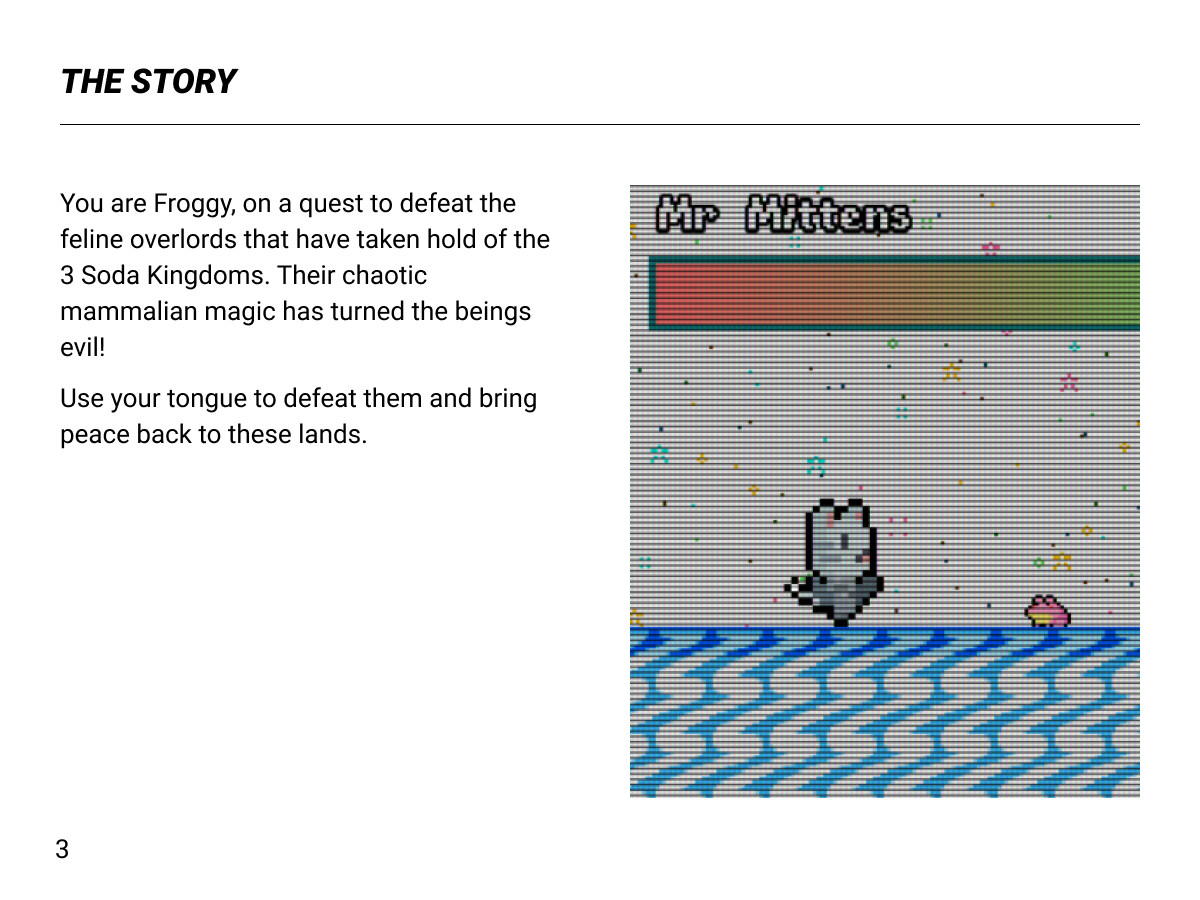 THE STORY
You are Froggy, on a quest to defeat the
feline overlords that have taken hold of the
3 Soda Kingdoms. Their chaotic
mammalian magic has turned the beings
evil!
Use your tongue to defeat them and bring
peace back to these lands.
Mr Mittens
3